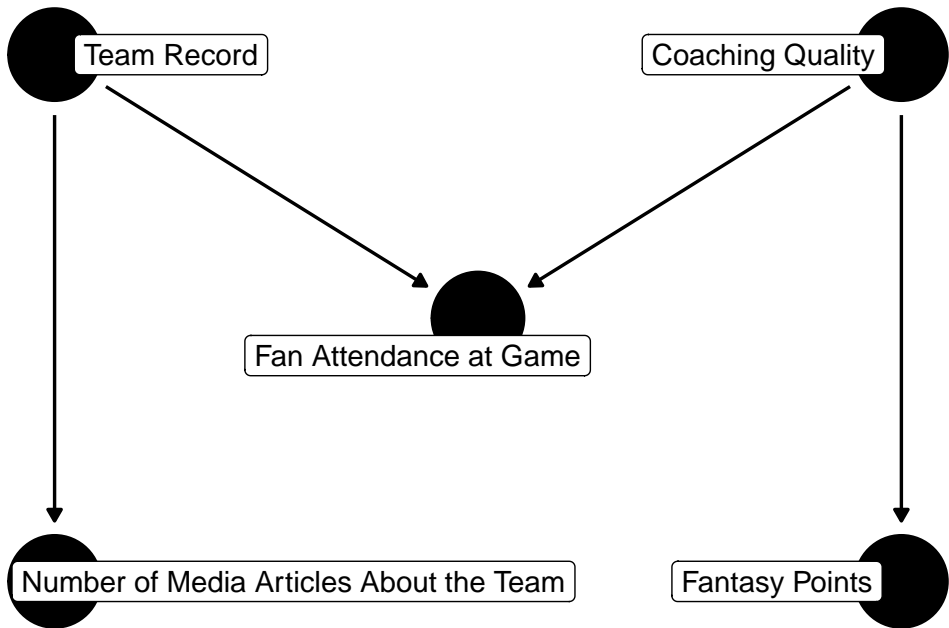 Team Record
Coaching Quality
Fan Attendance at Game
Number of Media Articles About the Team
Fantasy Points